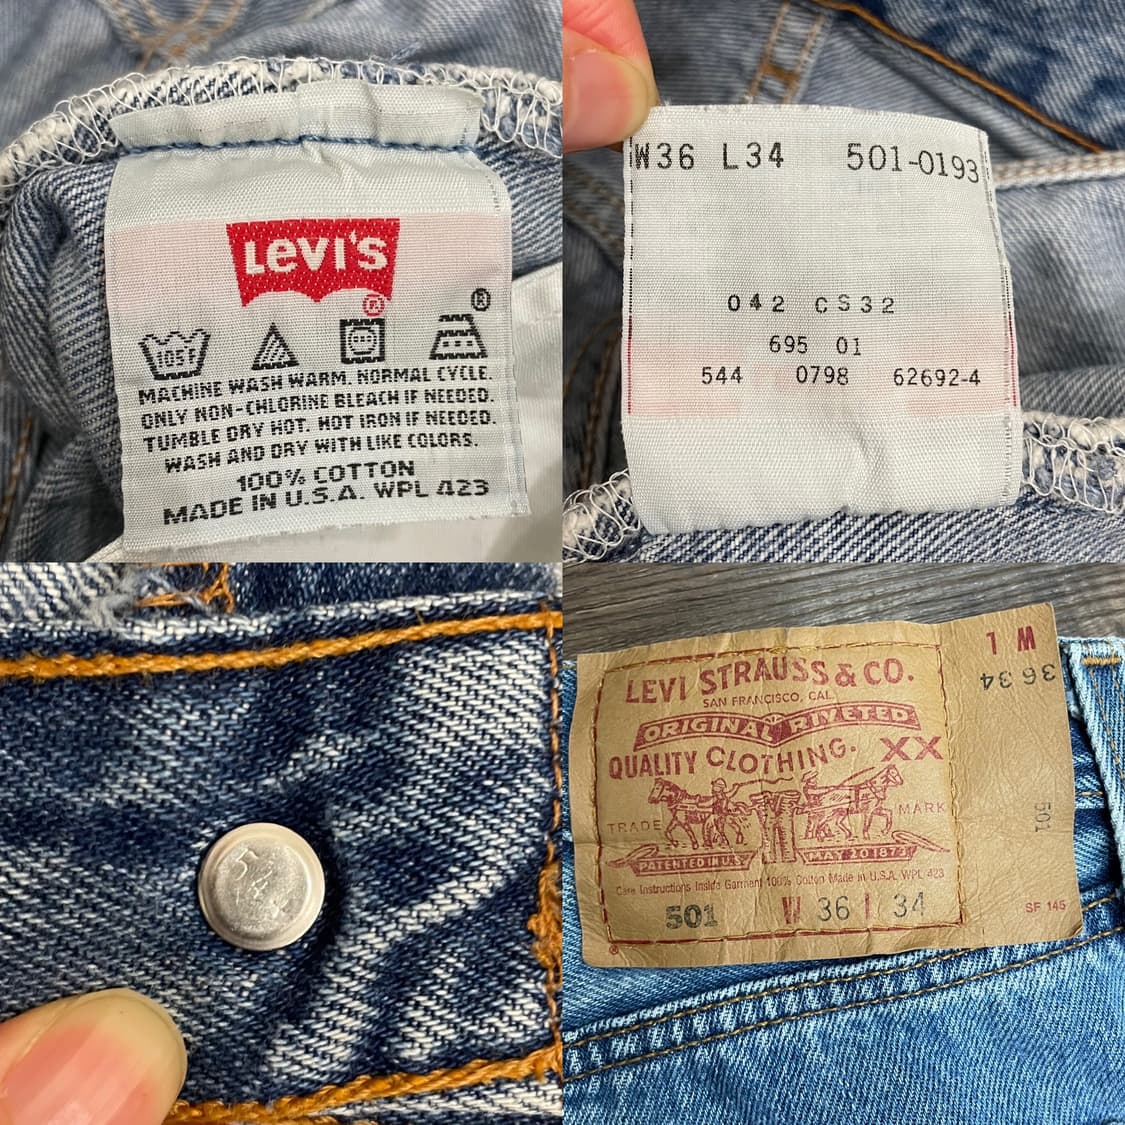 LEVI'S
®
®
105F
MACHINE WASH WARM. NORMAL CYCLE.
ONLY NON-CHLORINE BLEACH IF NEEDED.
TUMBLE DRY HOT. HOT IRON IF NEEDED.
WASH AND DRY WITH LIKE COLORS.
100% COTTON
MADE IN U.S.A. WPL 423
W36 L34 501-0193
042 CS32
695 01
544 0798 62692-4
LEVI STRAUSS & CO.
SAN FRANCISCO, CAL.
ORIGINAL RIVETED
QUALITY CLOTHING. XX
TRADE MARK
PATENTED IN U.S. MAY 20 1873
Care Instructions Inside Garment 100% Cotton Made in U.S.A. WPL 423
501 W 36 L 34
®
1 M
36 34
501
SF 145